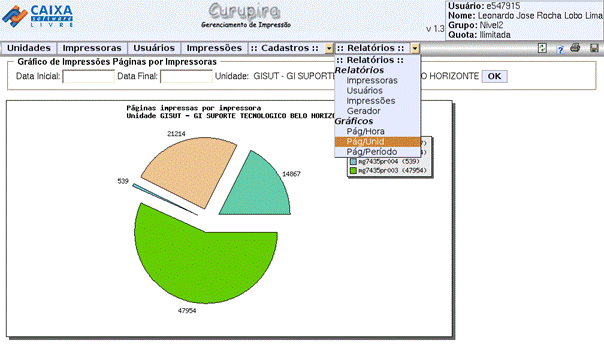 CAIXA
software
LIVRE
Curupira
Gerenciamento de Impressão
v 1.3
Usuário: e547915
Nome: Leonardo Jose Rocha Lobo Lima
Grupo: Nivel2
Quota: Ilimitada
Unidades Impressoras Usuários Impressões :: Cadastros :: :: Relatórios ::
:: Relatórios ::
Relatórios
Impressoras
Usuários
Impressões
Gerador
Gráficos
Pág/Hora
Pág/Unid
Pág/Período
Gráfico de Impressões Páginas por Impressoras
Data Inicial: Data Final: Unidade: GISUT - GI SUPORTE O HORIZONTE OK
Páginas impressas por impressora
Unidade GISUT - GI SUPORTE TECNOLOGICO BELO HORIZO
21214
14867
539
47954
mg7435pr004 (539)
mg7435pr003 (47954)